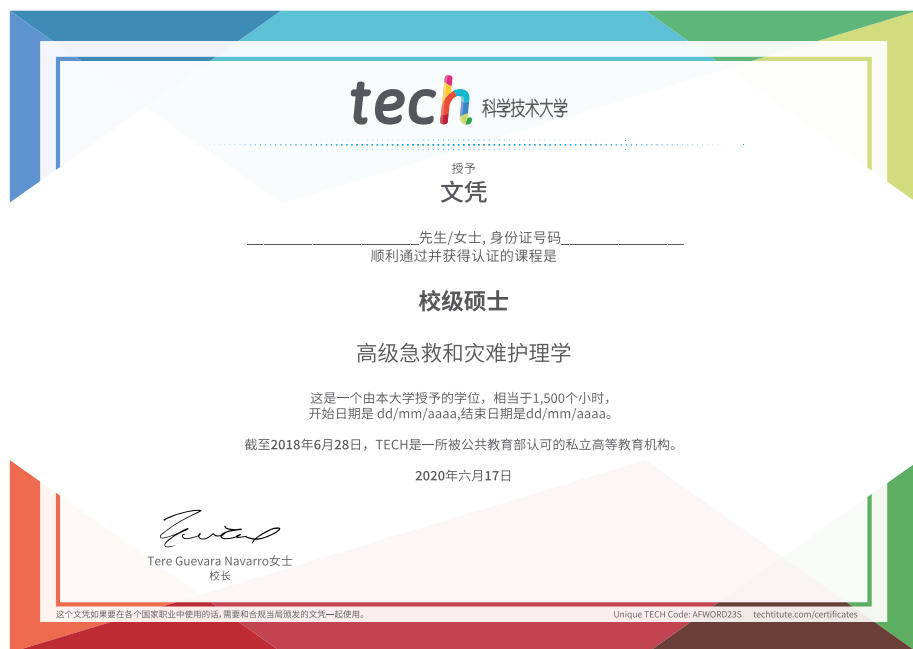 tech 科学技术大学
授予
文凭
_____________________先生/女士, 身份证号码_______________
顺利通过并获得认证的课程是
校级硕士
高级急救和灾难护理学
这是一个由本大学授予的学位，相当于1,500个小时，
开始日期是 dd/mm/aaaa,结束日期是dd/mm/aaaa。
截至2018年6月28日，TECH是一所被公共教育部认可的私立高等教育机构。
2020年六月17日
Tere Guevara Navarro女士
校长
这个文凭如果要在各个国家职业中使用的话,需要和合规当局颁发的文凭一起使用。
Unique TECH Code: AFWORD23S techtitute.com/certificates